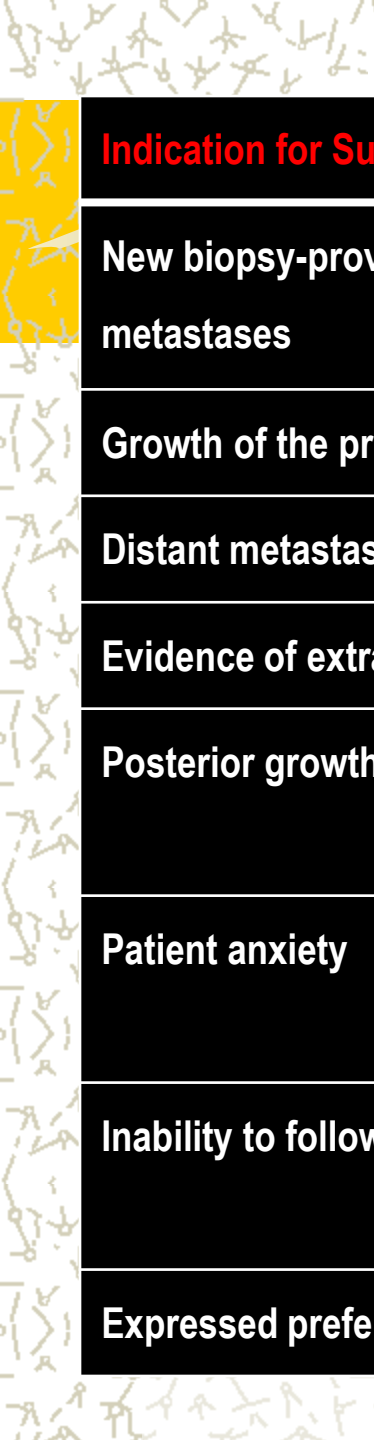 Indication for Su
New biopsy-prov
metastases
Growth of the pr
Distant metastas
Evidence of extra
Posterior growth
Patient anxiety
Inability to follow
Expressed prefe